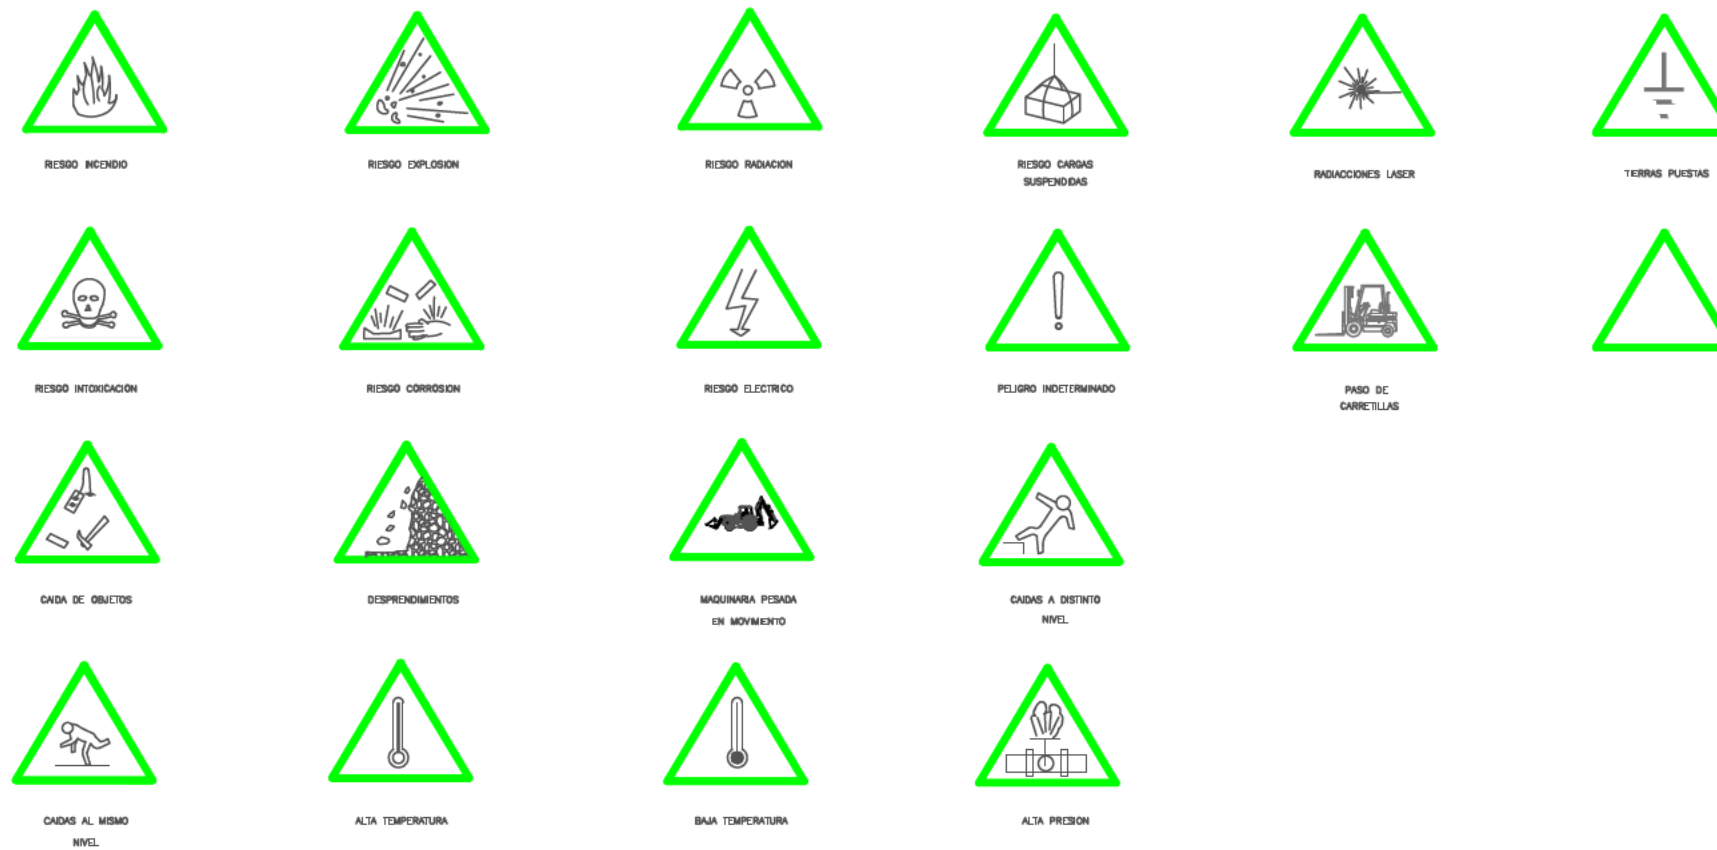 RIESGO INCENDIO
RIESGO EXPLOSION
RIESGO RADIACION
RIESGO CARGAS
SUSPENDIDAS
RADIACCIONES LASER
TIERRAS PUESTAS
RIESGO INTOXICACION
RIESGO CORROSION
RIESGO ELECTRICO
PELIGRO INDETERMINADO
PASO DE
CARRETILLAS
CAIDA DE OBJETOS
DESPRENDIMIENTOS
MAQUINARIA PESADA
EN MOVIMIENTO
CAIDAS A DISTINTO
NIVEL
CAIDAS AL MISMO
NIVEL
ALTA TEMPERATURA
BAJA TEMPERATURA
ALTA PRESION